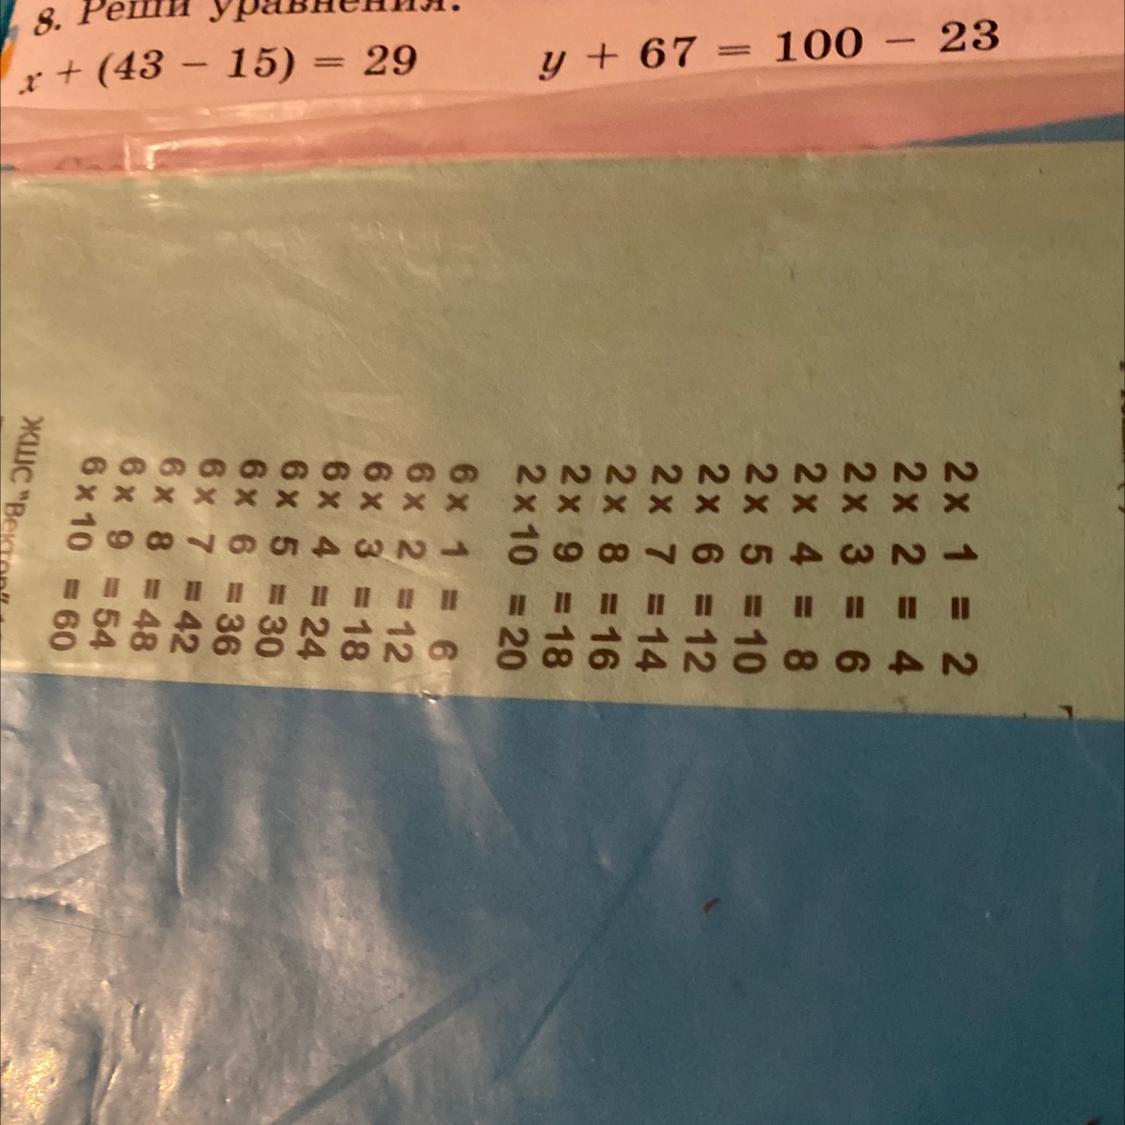 8. Реши уравнения:
x + (43 − 15) = 29
y + 67 = 100 − 23
2 x 1 = 2
2 x 2 = 4
2 x 3 = 6
2 x 4 = 8
2 x 5 = 10
2 x 6 = 12
2 x 7 = 14
2 x 8 = 16
2 x 9 = 18
2 x 10 = 20
6 x 1 = 6
6 x 2 = 12
6 x 3 = 18
6 x 4 = 24
6 x 5 = 30
6 x 6 = 36
6 x 7 = 42
6 x 8 = 48
6 x 9 = 54
6 x 10 = 60
ЖШС "Вектор"